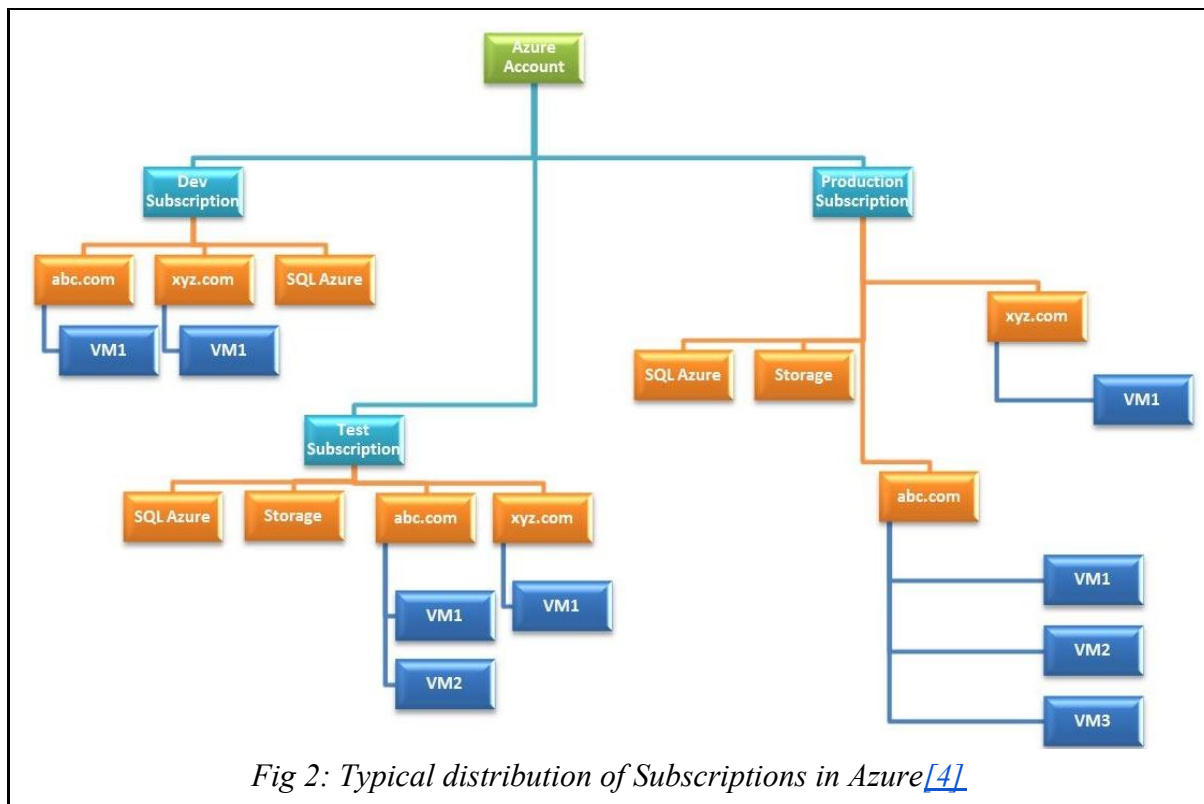 Azure
Account
Dev
Subscription
Production
Subscription
abc.com
xyz.com
SQL Azure
VM1
VM1
xyz.com
SQL Azure
Storage
VM1
Test
Subscription
abc.com
SQL Azure
Storage
abc.com
xyz.com
VM1
VM1
VM1
VM2
VM2
VM3
Fig 2: Typical distribution of Subscriptions in Azure[4]